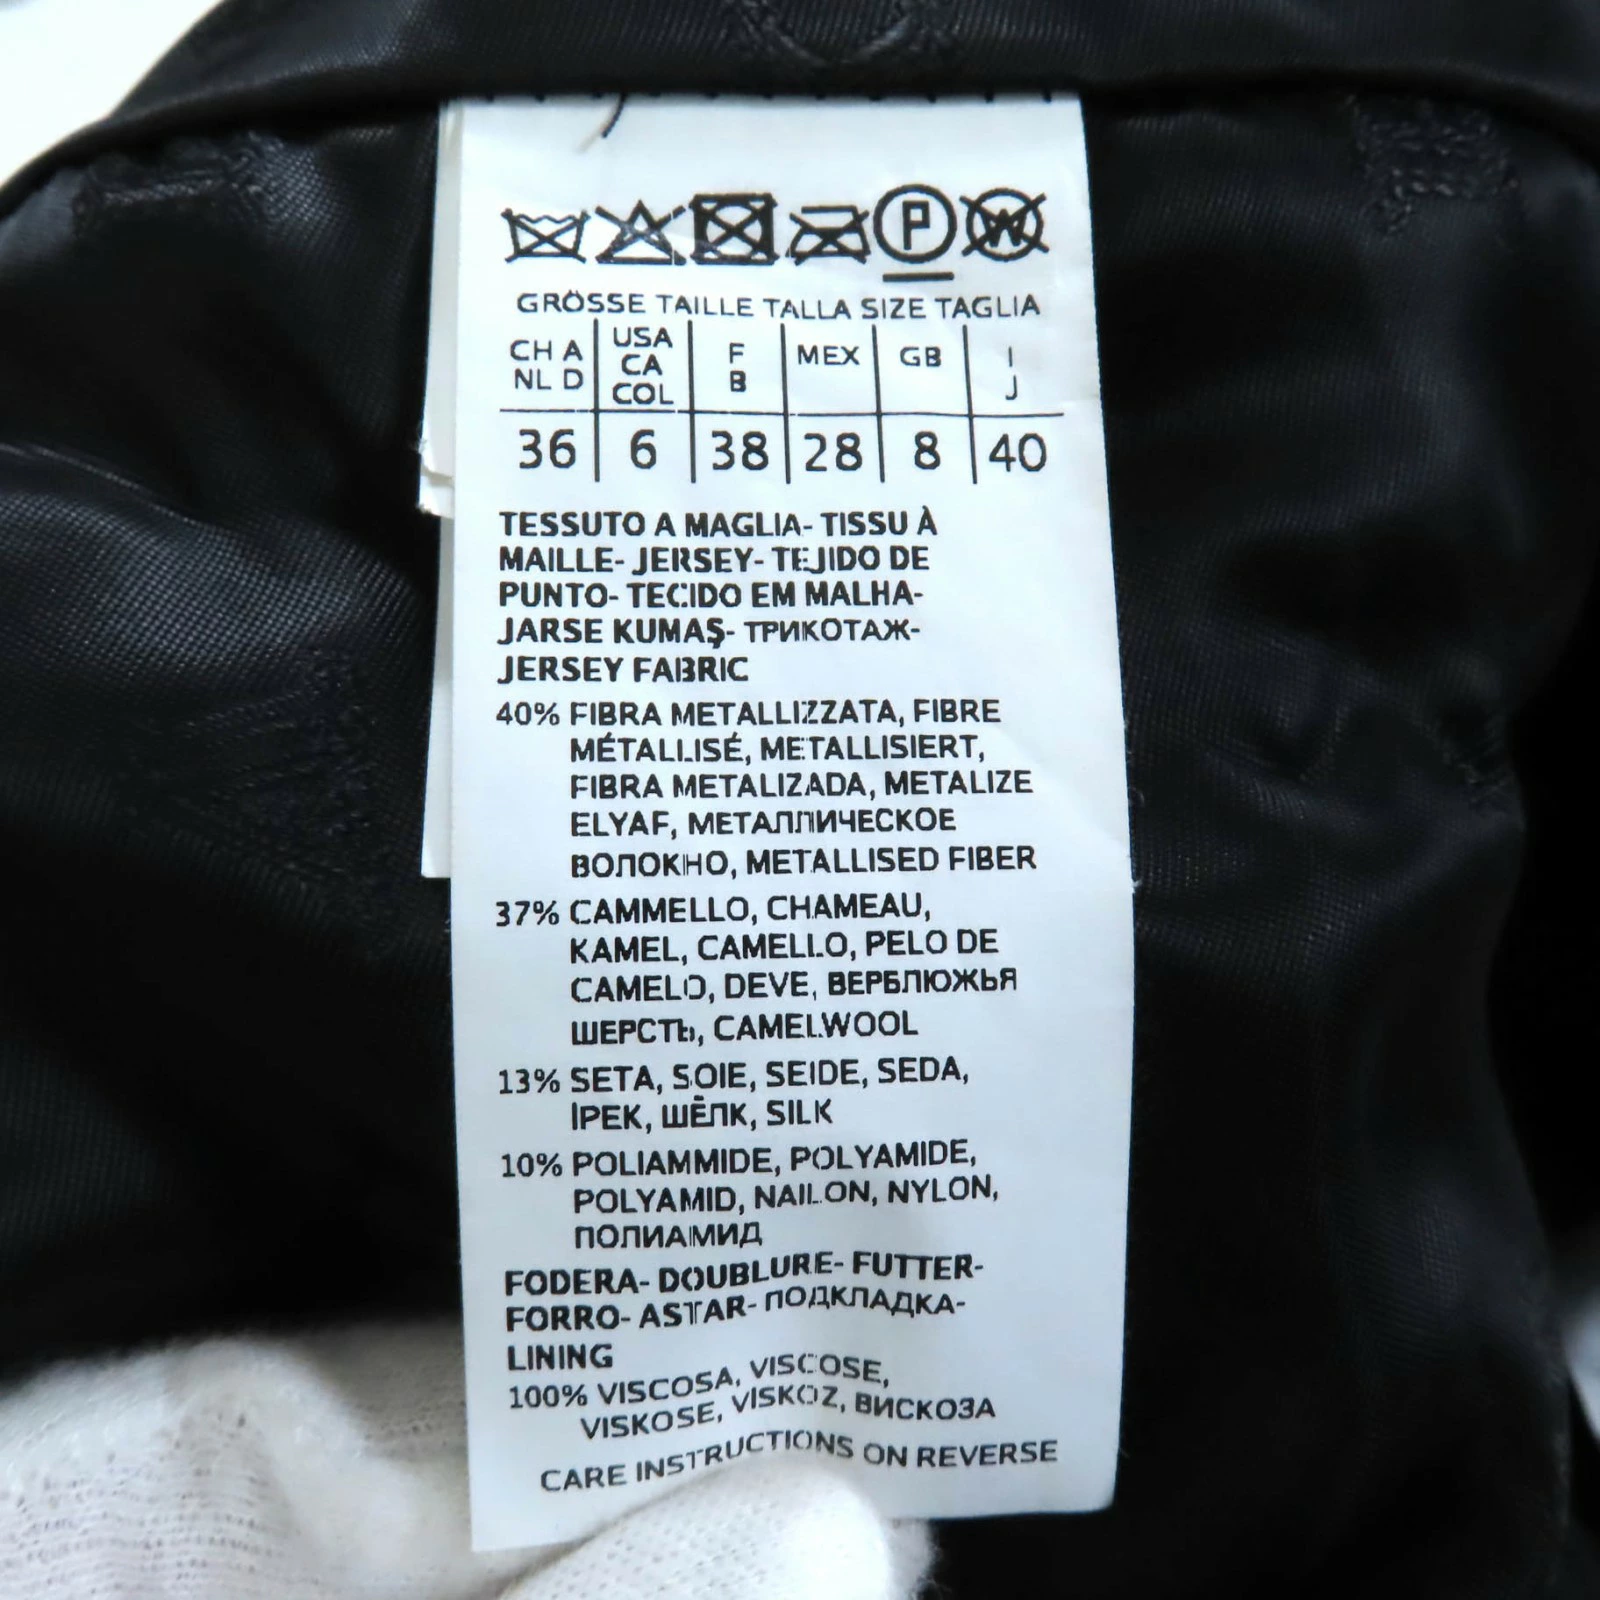 P W
GRÖSSE TAILLE TALLA SIZE TAGLIA
CH A NL D | USA CA COL | F B | MEX | GB | I J
36 | 6 | 38 | 28 | 8 | 40
TESSUTO A MAGLIA- TISSU À
MAILLE- JERSEY- TEJIDO DE
PUNTO- TECIDO EM MALHA-
JARSE KUMAŞ- ТРИКОТАЖ-
JERSEY FABRIC
40% FIBRA METALLIZZATA, FIBRE
MÉTALLISÉ, METALLISIERT,
FIBRA METALIZADA, METALIZE
ELYAF, МЕТАЛЛИЧЕСКОЕ
ВОЛОКНО, METALLISED FIBER
37% CAMMELLO, CHAMEAU,
KAMEL, CAMELLO, PELO DE
CAMELO, DEVE, ВЕРБЛЮЖЬЯ
ШЕРСТЬ, CAMELWOOL
13% SETA, SOIE, SEIDE, SEDA,
İPEK, ШЁЛК, SILK
10% POLIAMMIDE, POLYAMIDE,
POLYAMID, NAILON, NYLON,
ПОЛИАМИД
FODERA- DOUBLURE- FUTTER-
FORRO- ASTAR- ПОДКЛАДКА-
LINING
100% VISCOSA, VISCOSE,
VISKOSE, VISKOZ, ВИСКОЗА
CARE INSTRUCTIONS ON REVERSE